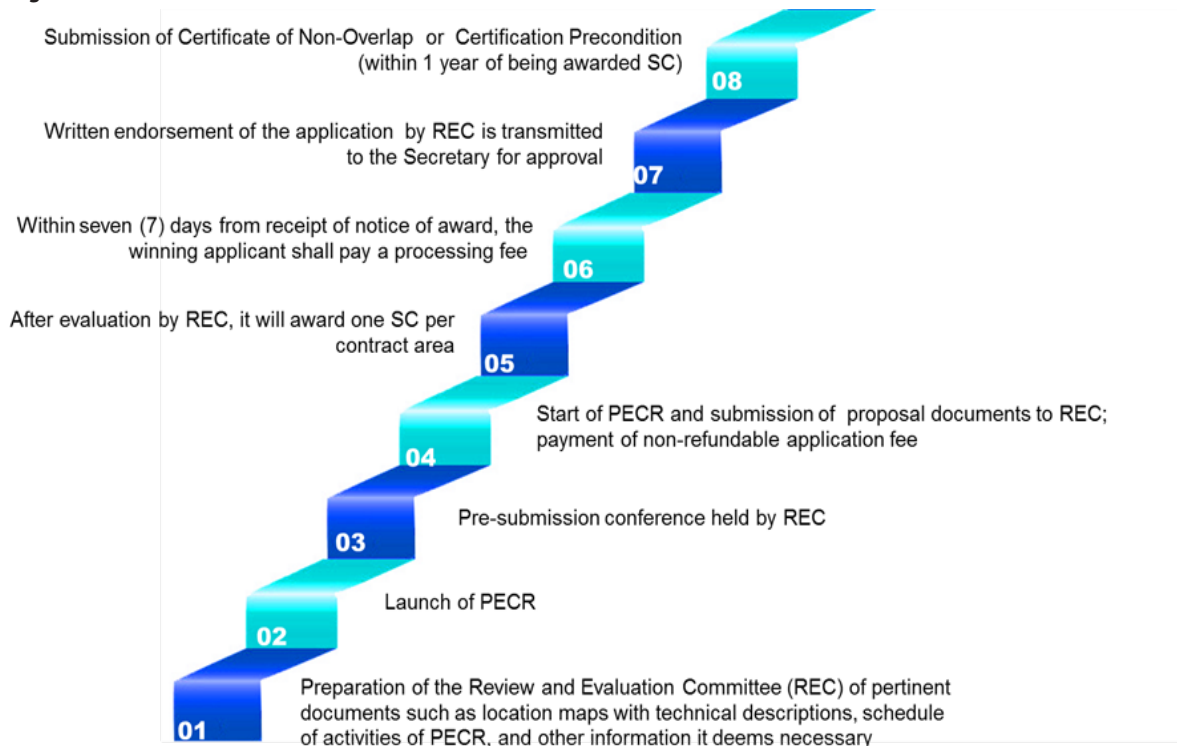 Submission of Certificate of Non-Overlap or Certification Precondition
(within 1 year of being awarded SC)
08
Written endorsement of the application by REC is transmitted
to the Secretary for approval
07
Within seven (7) days from receipt of notice of award, the
winning applicant shall pay a processing fee
06
After evaluation by REC, it will award one SC per
contract area
05
Start of PECR and submission of proposal documents to REC;
payment of non-refundable application fee
04
Pre-submission conference held by REC
03
Launch of PECR
02
Preparation of the Review and Evaluation Committee (REC) of pertinent
documents such as location maps with technical descriptions, schedule
of activities of PECR, and other information it deems necessary
01